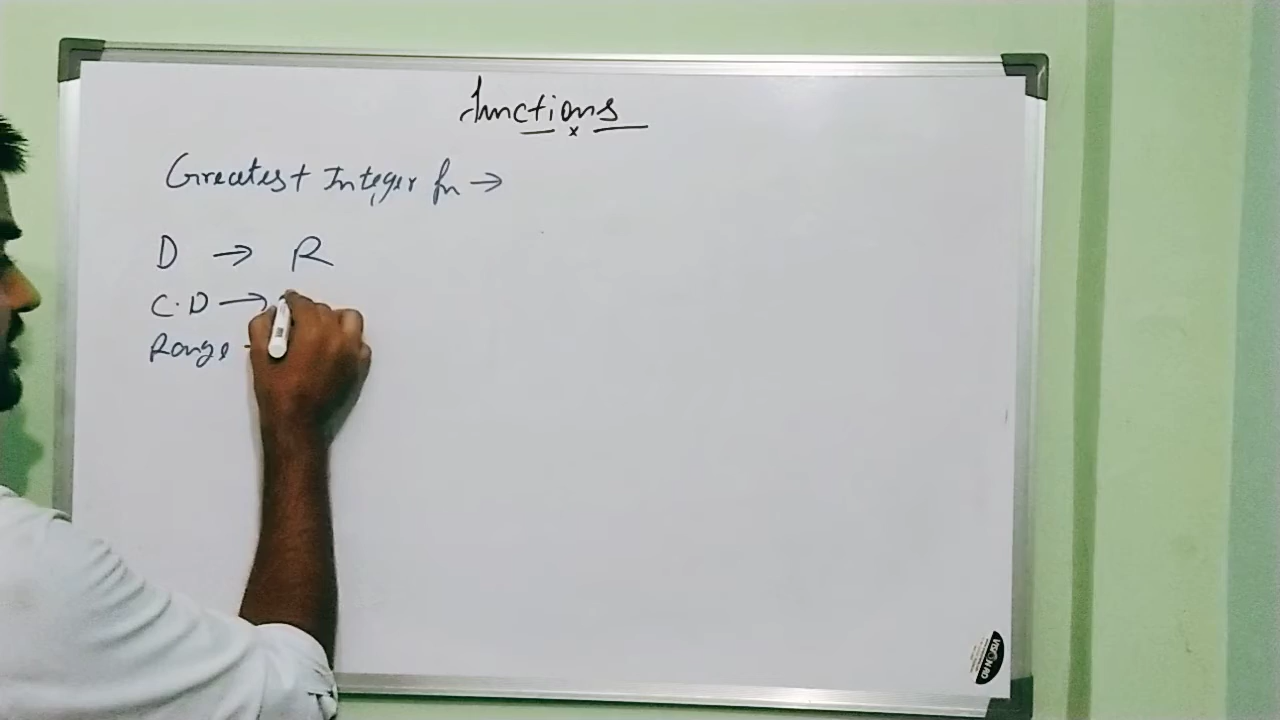 Functions
x
Greatest Integer fn →
D → R
C.D →
Range